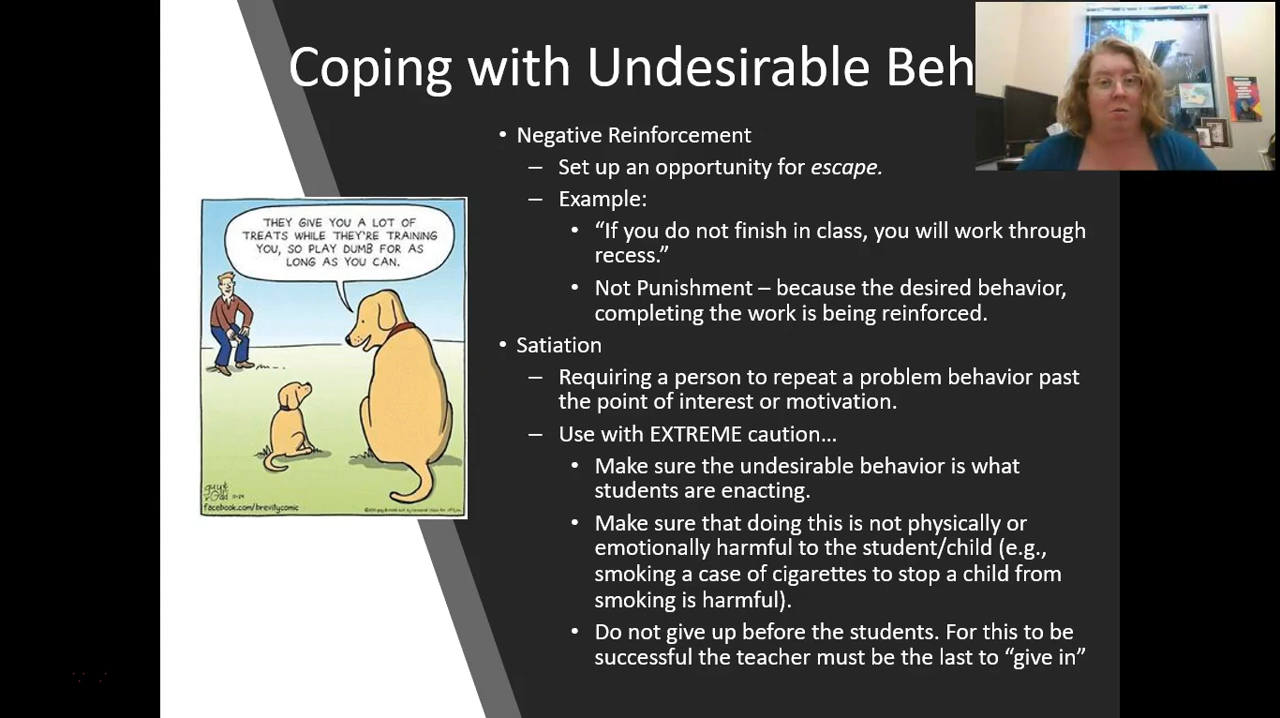 Coping with Undesirable Beh
• Negative Reinforcement
– Set up an opportunity for escape.
– Example:
• “If you do not finish in class, you will work through
recess.”
• Not Punishment – because the desired behavior,
completing the work is being reinforced.
• Satiation
– Requiring a person to repeat a problem behavior past
the point of interest or motivation.
– Use with EXTREME caution…
• Make sure the undesirable behavior is what
students are enacting.
• Make sure that doing this is not physically or
emotionally harmful to the student/child (e.g.,
smoking a case of cigarettes to stop a child from
smoking is harmful).
• Do not give up before the students. For this to be
successful the teacher must be the last to “give in”
THEY GIVE YOU A LOT OF
TREATS WHILE THEY'RE TRAINING
YOU, SO PLAY DUMB FOR AS
LONG AS YOU CAN.
facebook.com/brevitycomic